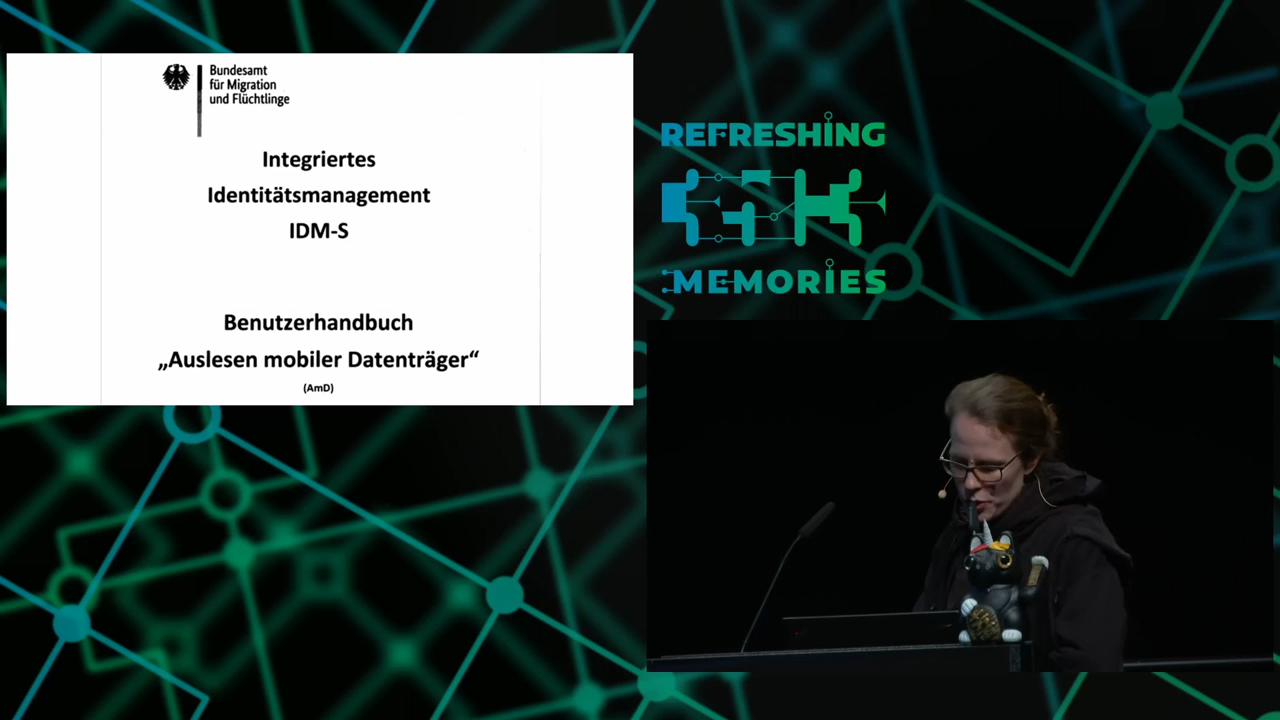 Bundesamt
für Migration
und Flüchtlinge
Integriertes
Identitätsmanagement
IDM-S
Benutzerhandbuch
„Auslesen mobiler Datenträger“
(AmD)
REFRESHING
MEMORIES